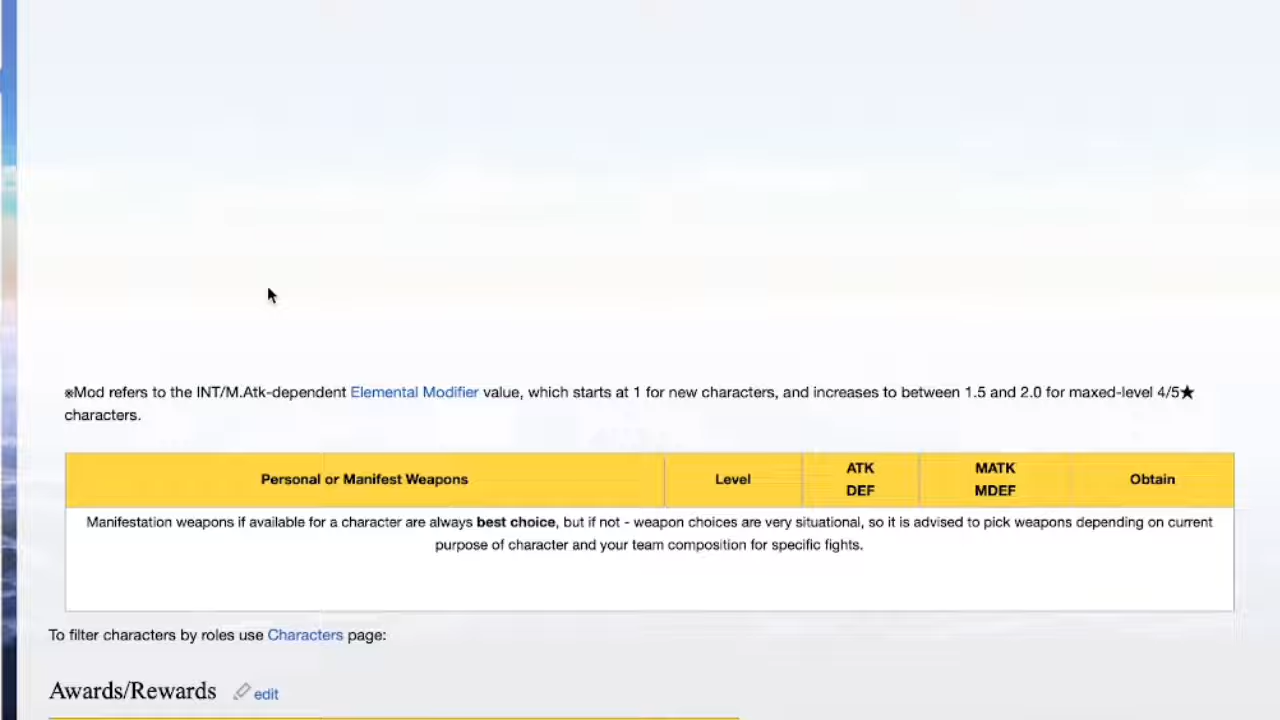 ※Mod refers to the INT/M.Atk-dependent Elemental Modifier value, which starts at 1 for new characters, and increases to between 1.5 and 2.0 for maxed-level 4/5★
characters.
Personal or Manifest Weapons
Level
ATK
DEF
MATK
MDEF
Obtain
Manifestation weapons if available for a character are always best choice, but if not - weapon choices are very situational, so it is advised to pick weapons depending on current
purpose of character and your team composition for specific fights.
To filter characters by roles use Characters page:
Awards/Rewards edit